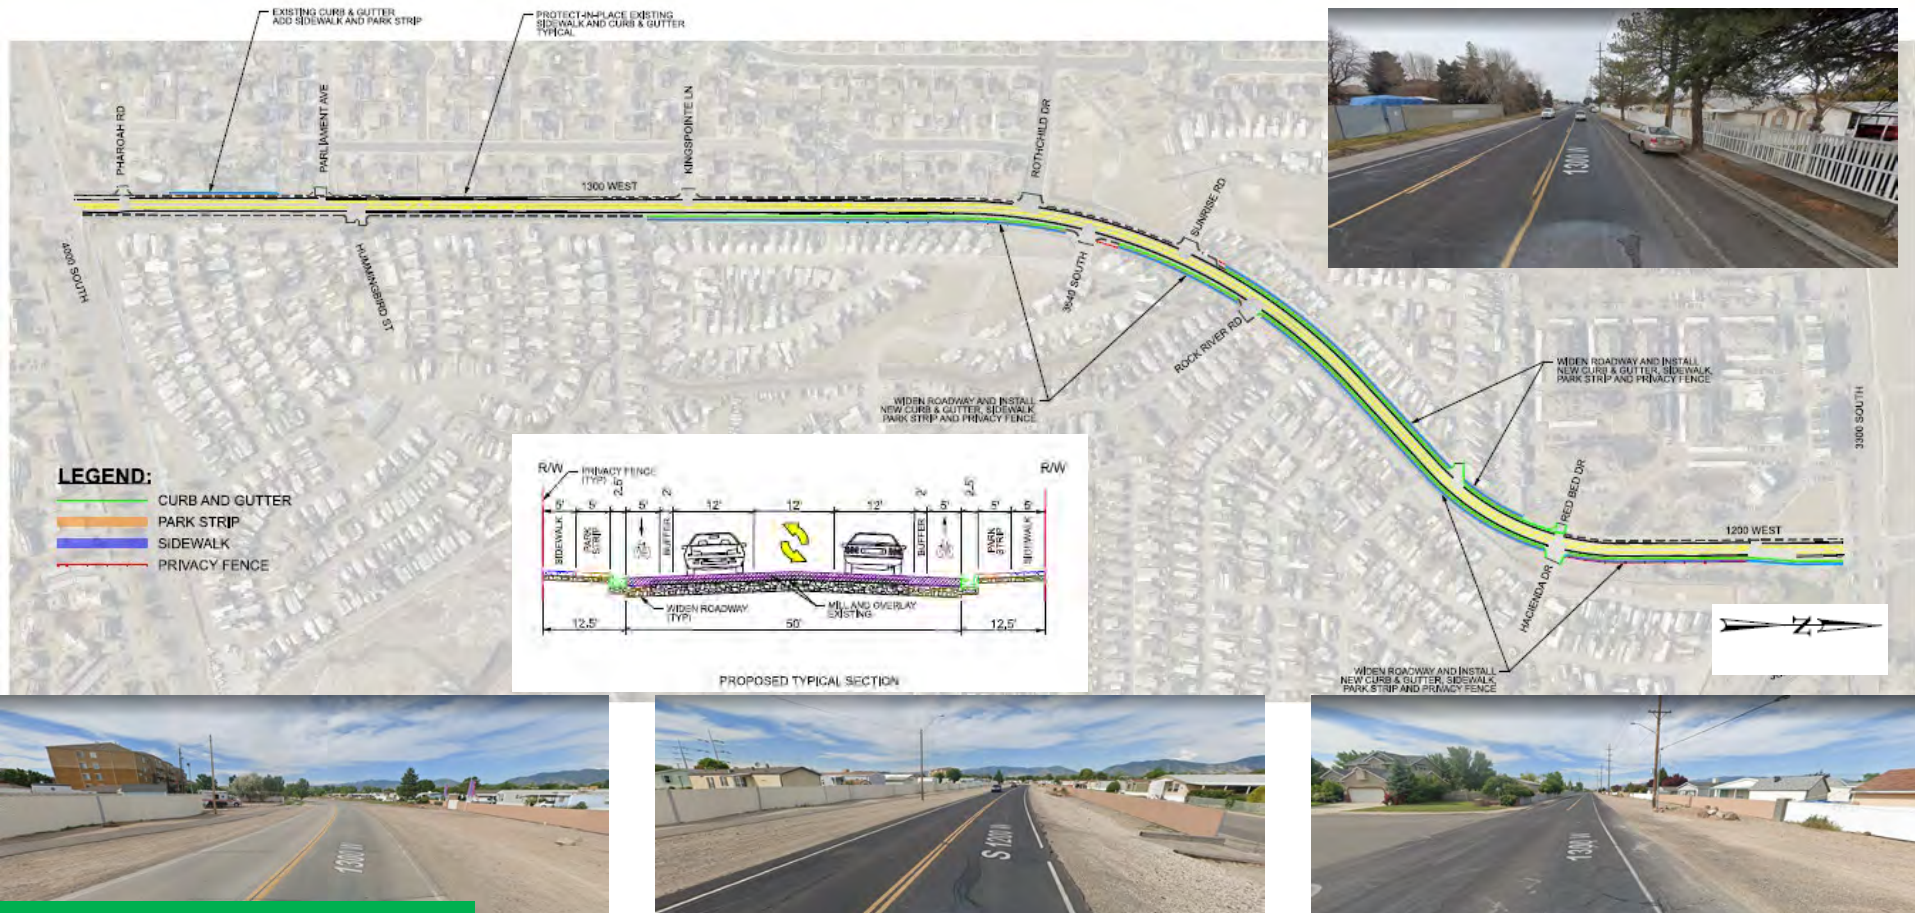 EXISTING CURB & GUTTER
ADD SIDEWALK AND PARK STRIP
PROTECT-IN-PLACE EXISTING
SIDEWALK AND CURB & GUTTER
TYPICAL
PHAROAH RD
PARLIAMENT AVE
KINGSPOINTE LN
ROTHCHILD DR
1300 WEST
SUNRISE RD
4000 SOUTH
HUMMINGBIRD ST
3640 SOUTH
ROCK RIVER RD
WIDEN ROADWAY AND INSTALL
NEW CURB & GUTTER, SIDEWALK,
PARK STRIP AND PRIVACY FENCE
WIDEN ROADWAY AND INSTALL
NEW CURB & GUTTER, SIDEWALK,
PARK STRIP AND PRIVACY FENCE
3300 SOUTH
RED BED DR
1200 WEST
HACIENDA DR
WIDEN ROADWAY AND INSTALL
NEW CURB & GUTTER, SIDEWALK,
PARK STRIP AND PRIVACY FENCE
N
LEGEND:
CURB AND GUTTER
PARK STRIP
SIDEWALK
PRIVACY FENCE
R/W
PRIVACY FENCE
(TYP)
R/W
5' 5' 2.5' 5' 2' 12' 12' 12' 2' 5' 2.5' 5' 5'
SIDEWALK
PARK STRIP
BUFFER
BUFFER
PARK STRIP
SIDEWALK
WIDEN ROADWAY
(TYP)
MILL AND OVERLAY
EXISTING
12.5' 50' 12.5'
PROPOSED TYPICAL SECTION
1300 W
1300 W
S 1200 W
1300 W